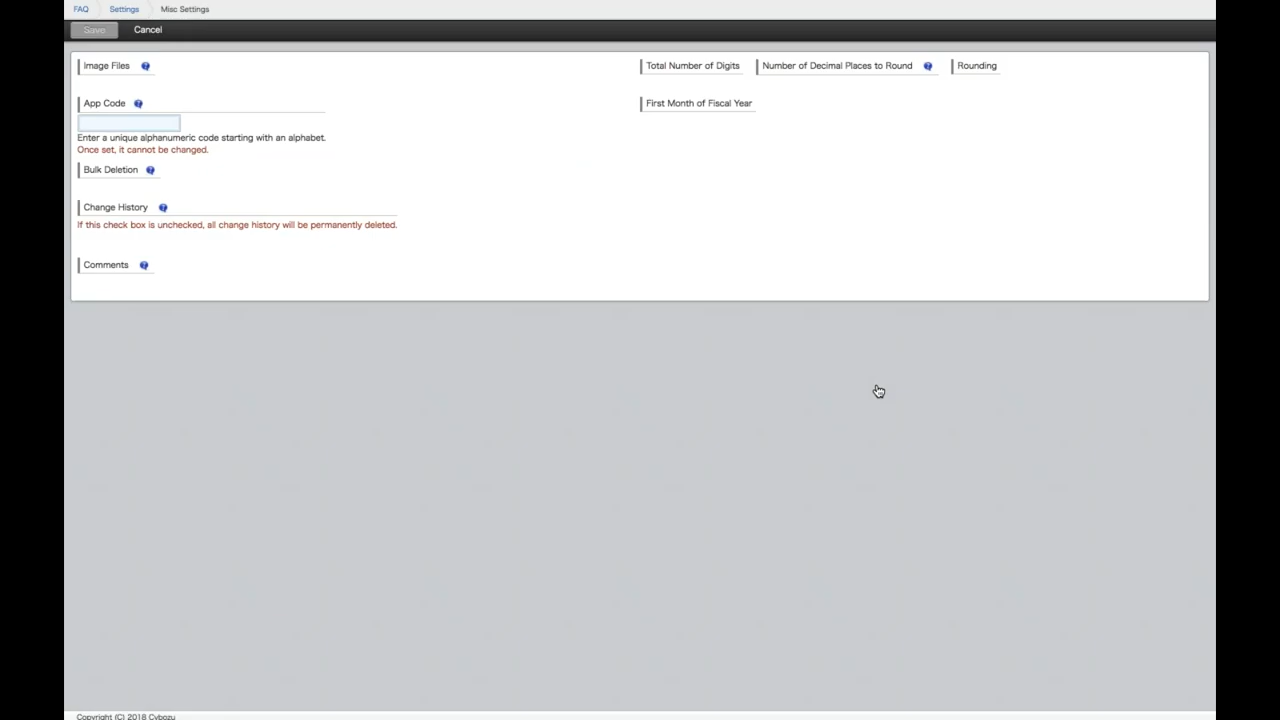 FAQ Settings Misc Settings
Save Cancel
Image Files
Total Number of Digits Number of Decimal Places to Round Rounding
App Code
First Month of Fiscal Year
Enter a unique alphanumeric code starting with an alphabet.
Once set, it cannot be changed.
Bulk Deletion
Change History
If this check box is unchecked, all change history will be permanently deleted.
Comments
Copyright (C) 2018 Cybozu